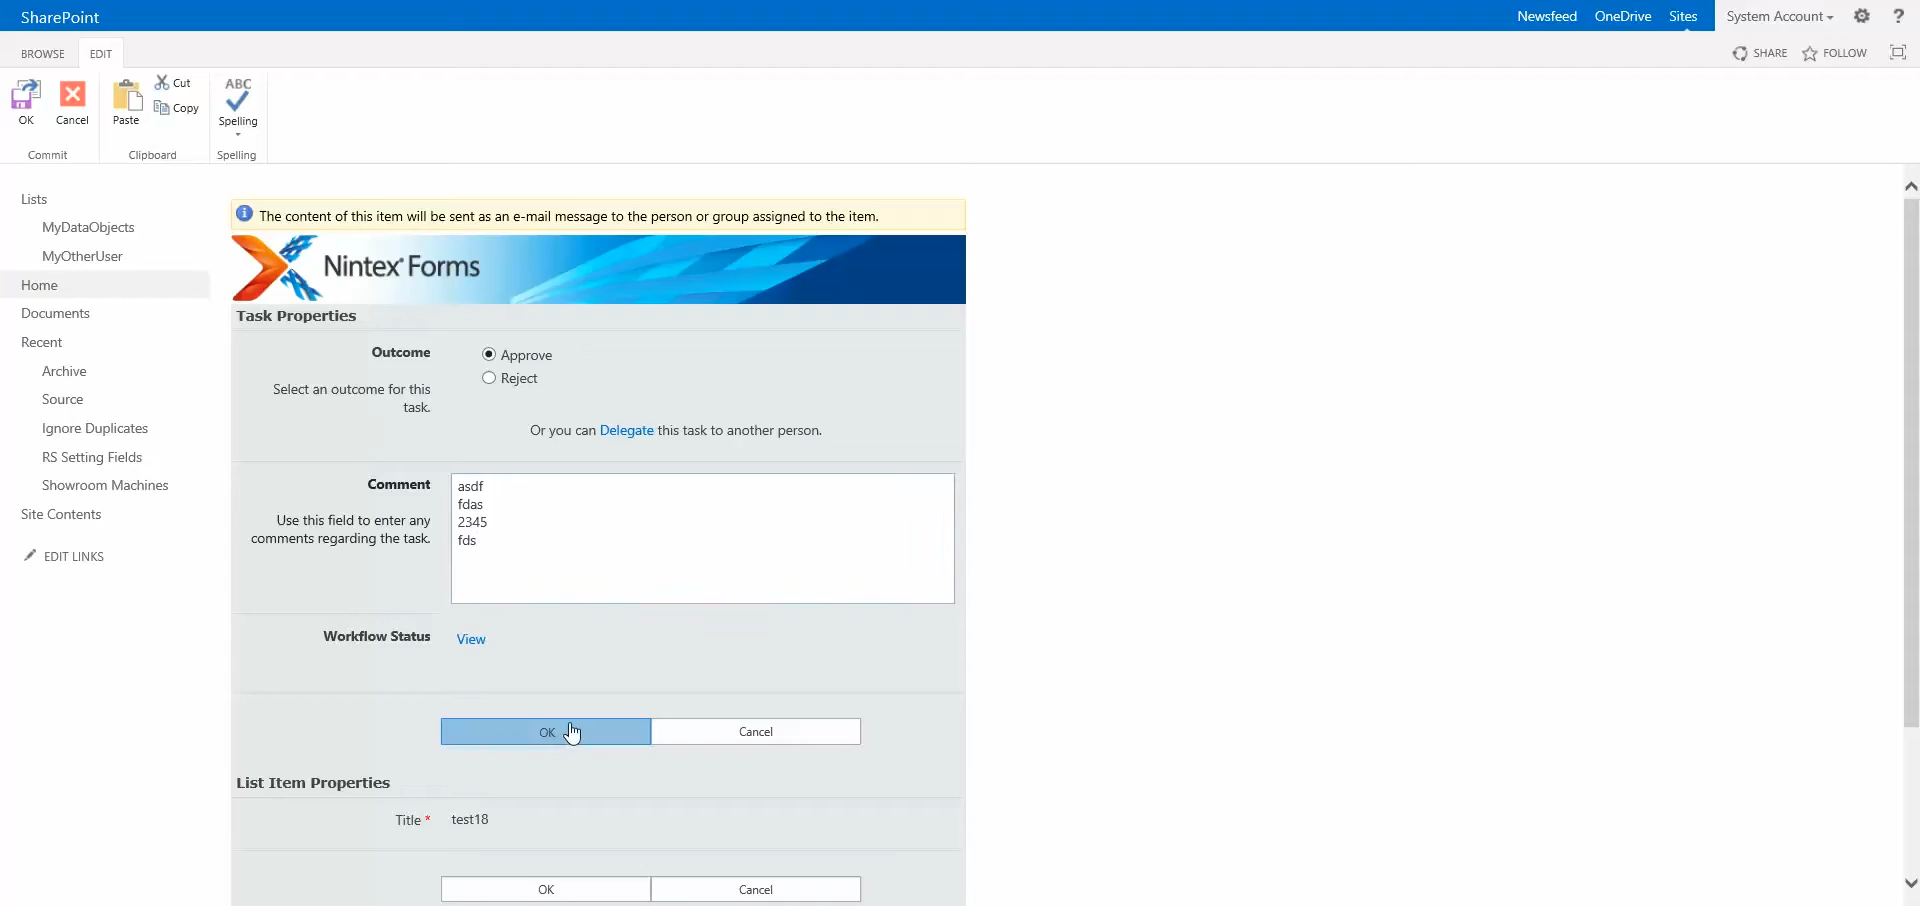 SharePoint
Newsfeed OneDrive Sites System Account ?
BROWSE EDIT
SHARE FOLLOW
OK Cancel Paste Cut Copy ABC Spelling
Commit Clipboard Spelling
Lists
MyDataObjects
MyOtherUser
Home
Documents
Recent
Archive
Source
Ignore Duplicates
RS Setting Fields
Showroom Machines
Site Contents
EDIT LINKS
The content of this item will be sent as an e-mail message to the person or group assigned to the item.
Nintex Forms
Task Properties
Outcome
Select an outcome for this
task.
Approve
Reject
Or you can Delegate this task to another person.
Comment
Use this field to enter any
comments regarding the task.
asdf
fdas
2345
fds
Workflow Status View
OK Cancel
List Item Properties
Title * test18
OK Cancel